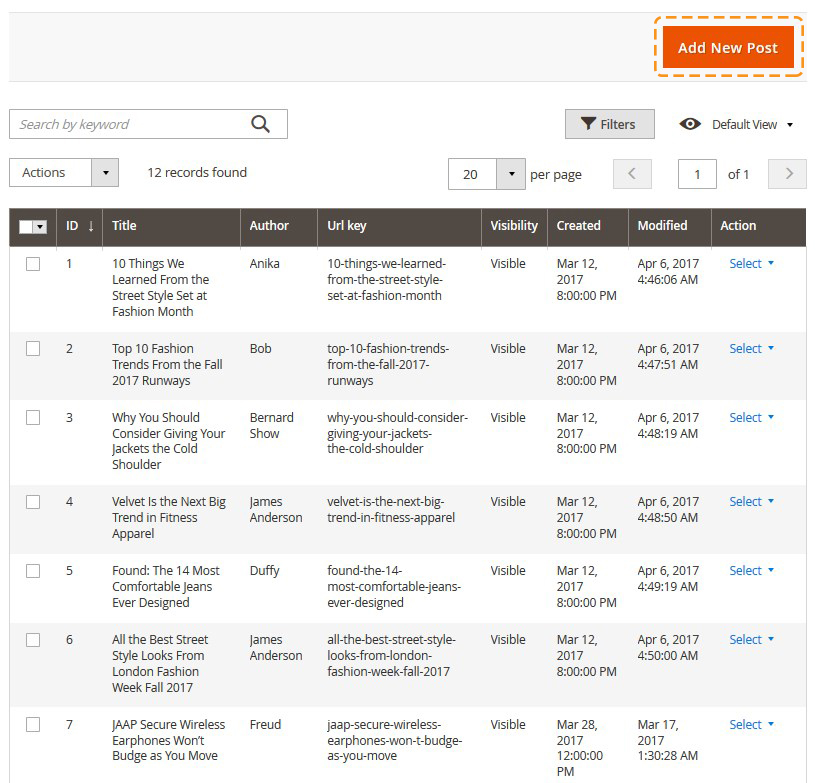 Add New Post
Search by keyword
Filters
Default View
Actions
12 records found
20
per page
1
of 1
ID ↓ Title Author Url key Visibility Created Modified Action
1
10 Things We
Learned From the
Street Style Set at
Fashion Month
Anika
10-things-we-learned-
from-the-street-style-
set-at-fashion-month
Visible
Mar 12,
2017
8:00:00 PM
Apr 6, 2017
4:46:06 AM
Select
2
Top 10 Fashion
Trends From the Fall
2017 Runways
Bob
top-10-fashion-trends-
from-the-fall-2017-
runways
Visible
Mar 12,
2017
8:00:00 PM
Apr 6, 2017
4:47:51 AM
Select
3
Why You Should
Consider Giving Your
Jackets the Cold
Shoulder
Bernard
Show
why-you-should-consider-
giving-your-jackets-
the-cold-shoulder
Visible
Mar 12,
2017
8:00:00 PM
Apr 6, 2017
4:48:19 AM
Select
4
Velvet Is the Next Big
Trend in Fitness
Apparel
James
Anderson
velvet-is-the-next-big-
trend-in-fitness-apparel
Visible
Mar 12,
2017
8:00:00 PM
Apr 6, 2017
4:48:50 AM
Select
5
Found: The 14 Most
Comfortable Jeans
Ever Designed
Duffy
found-the-14-
most-comfortable-jeans-
ever-designed
Visible
Mar 12,
2017
8:00:00 PM
Apr 6, 2017
4:49:19 AM
Select
6
All the Best Street
Style Looks From
London Fashion
Week Fall 2017
James
Anderson
all-the-best-street-style-
looks-from-london-
fashion-week-fall-2017
Visible
Mar 12,
2017
8:00:00 PM
Apr 6, 2017
4:50:00 AM
Select
7
JAAP Secure Wireless
Earphones Won't
Budge as You Move
Freud
jaap-secure-wireless-
earphones-won-t-budge-
as-you-move
Visible
Mar 28,
2017
12:00:00
PM
Mar 17,
2017
1:30:28 AM
Select